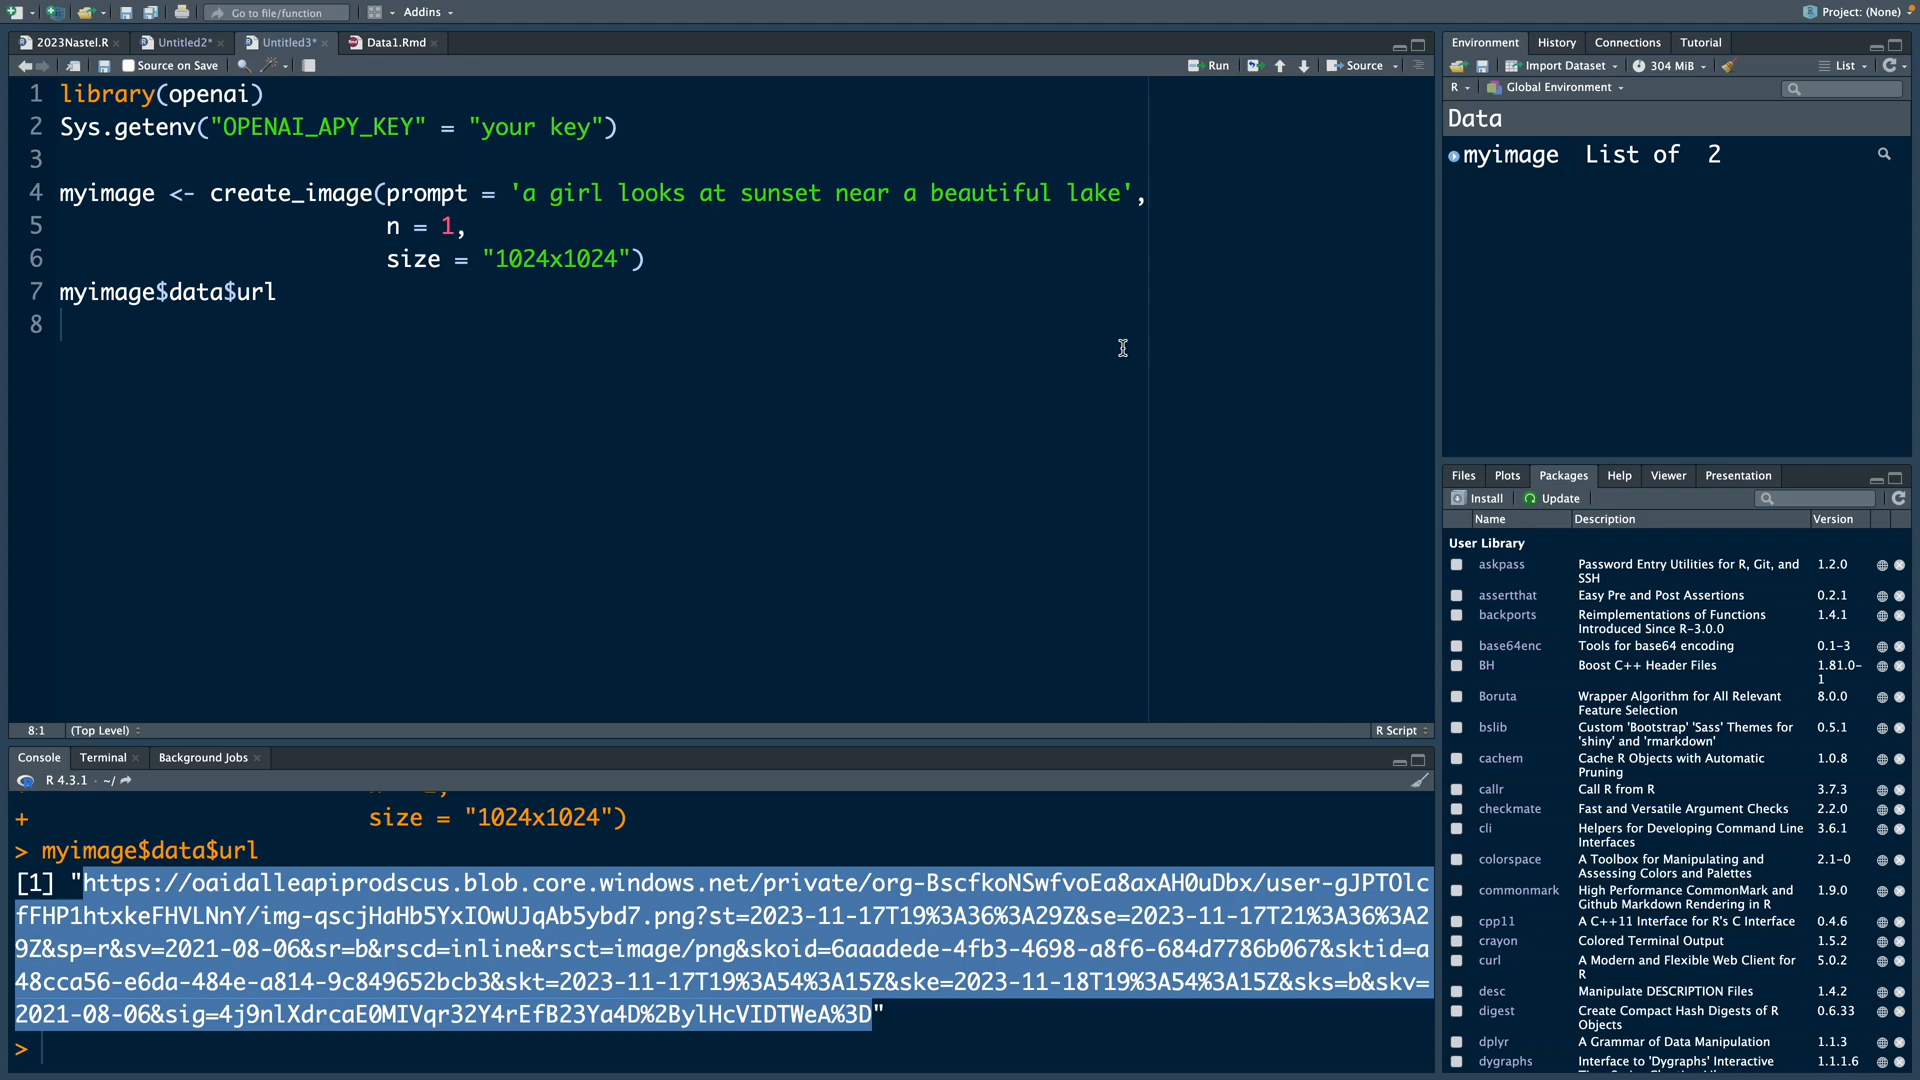 Go to file/function
Addins
Project: (None)
2023Nastel.R
Untitled2*
Untitled3*
Data1.Rmd
Source on Save
Run
Source
1 library(openai)
2 Sys.getenv("OPENAI_APY_KEY" = "your key")
3
4 myimage <- create_image(prompt = 'a girl looks at sunset near a beautiful lake',
5 n = 1,
6 size = "1024x1024")
7 myimage$data$url
8
8:1
(Top Level)
R Script
Console
Terminal
Background Jobs
R 4.3.1 · ~/
+ size = "1024x1024")
> myimage$data$url
[1] "https://oaidalleapiprodscus.blob.core.windows.net/private/org-BscfkoNSwfvoEa8axAH0uDbx/user-gJPTOlc
fFHP1htxkeFHVLNnY/img-qscjHaHb5YxIOwUJqAb5ybd7.png?st=2023-11-17T19%3A36%3A29Z&se=2023-11-17T21%3A36%3A2
9Z&sp=r&sv=2021-08-06&sr=b&rscd=inline&rsct=image/png&skoid=6aaadede-4fb3-4698-a8f6-684d7786b067&sktid=a
48cca56-e6da-484e-a814-9c849652bcb3&skt=2023-11-17T19%3A54%3A15Z&ske=2023-11-18T19%3A54%3A15Z&sks=b&skv=
2021-08-06&sig=4j9nlXdrcaE0MIVqr32Y4rEfB23Ya4D%2BylHcVIDTWeA%3D"
>
Environment
History
Connections
Tutorial
Import Dataset
304 MiB
List
R
Global Environment
Data
myimage List of 2
Files
Plots
Packages
Help
Viewer
Presentation
Install
Update
Name Description Version
User Library
askpass Password Entry Utilities for R, Git, and 1.2.0
SSH
assertthat Easy Pre and Post Assertions 0.2.1
backports Reimplementations of Functions 1.4.1
Introduced Since R-3.0.0
base64enc Tools for base64 encoding 0.1-3
BH Boost C++ Header Files 1.81.0-
1
Boruta Wrapper Algorithm for All Relevant 8.0.0
Feature Selection
bslib Custom 'Bootstrap' 'Sass' Themes for 0.5.1
'shiny' and 'rmarkdown'
cachem Cache R Objects with Automatic 1.0.8
Pruning
callr Call R from R 3.7.3
checkmate Fast and Versatile Argument Checks 2.2.0
cli Helpers for Developing Command Line 3.6.1
Interfaces
colorspace A Toolbox for Manipulating and 2.1-0
Assessing Colors and Palettes
commonmark High Performance CommonMark and 1.9.0
Github Markdown Rendering in R
cpp11 A C++11 Interface for R's C Interface 0.4.6
crayon Colored Terminal Output 1.5.2
curl A Modern and Flexible Web Client for 5.0.2
R
desc Manipulate DESCRIPTION Files 1.4.2
digest Create Compact Hash Digests of R 0.6.33
Objects
dplyr A Grammar of Data Manipulation 1.1.3
dygraphs Interface to 'Dygraphs' Interactive 1.1.1.6